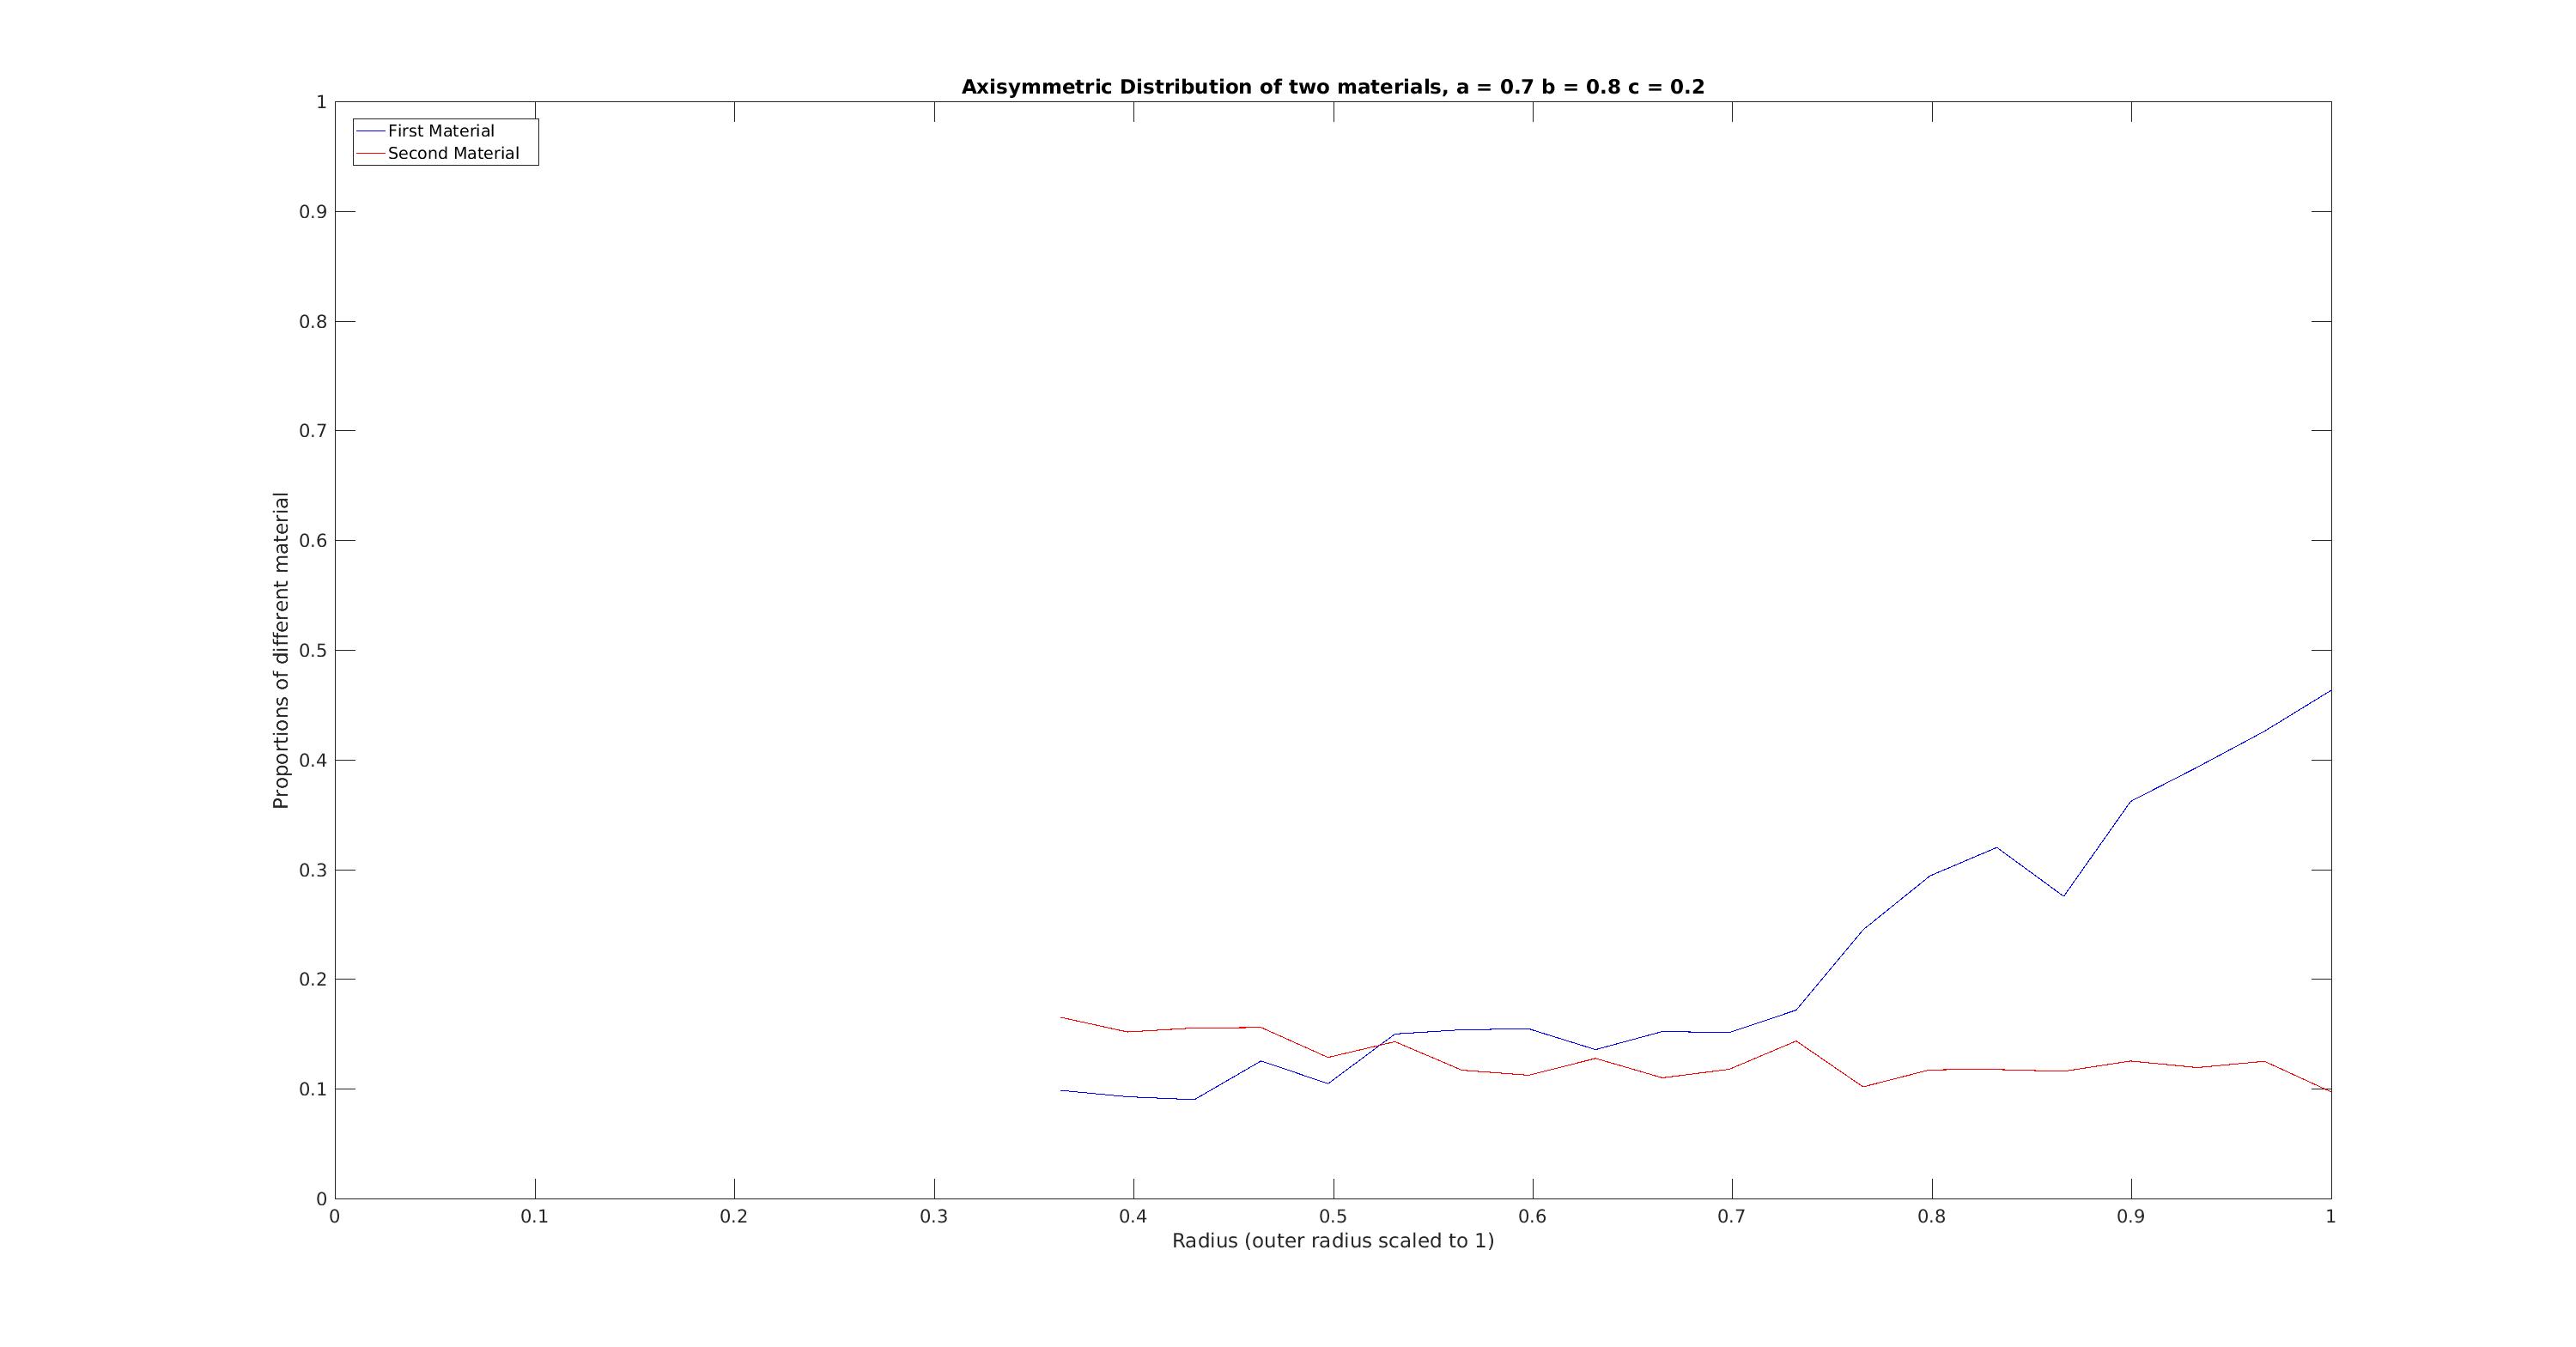 Axisymmetric Distribution of two materials, a = 0.7 b = 0.8 c = 0.2
First Material
Second Material
1
0.9
0.8
0.7
0.6
0.5
0.4
0.3
0.2
0.1
0
Proportions of different material
0 0.1 0.2 0.3 0.4 0.5 0.6 0.7 0.8 0.9 1
Radius (outer radius scaled to 1)